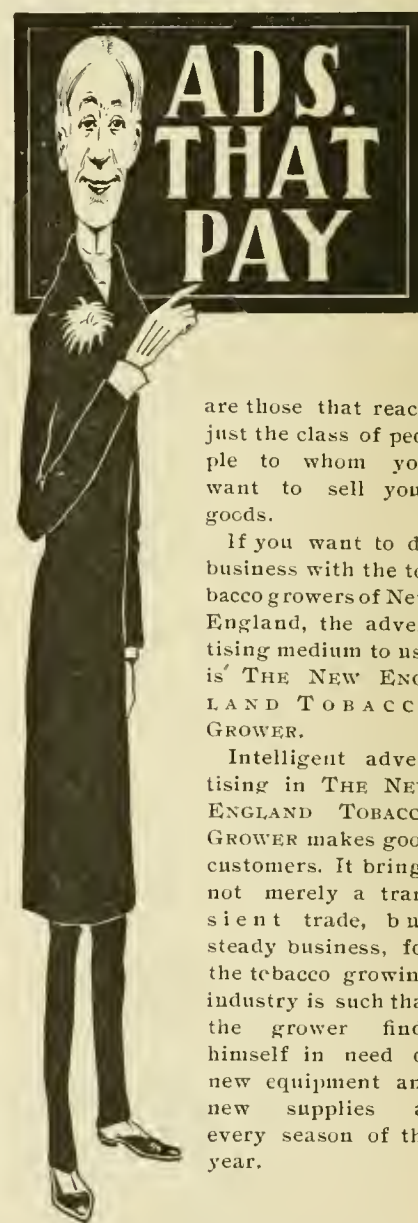 ADS.
THAT
PAY
are those that reac
just the class of peo
ple to whom yo
want to sell you
goods.
If you want to d
business with the to
bacco growers of New
England, the adver
tising medium to us
is THE NEW ENG
LAND TOBACC
GROWER.
Intelligent adver
tising in THE NEW
ENGLAND TOBACC
GROWER makes goo
customers. It bring
not merely a tran
sient trade, bu
steady business, fo
the tobacco growin
industry is such tha
the grower find
himself in need o
new equipment an
new supplies a
every season of th
year.